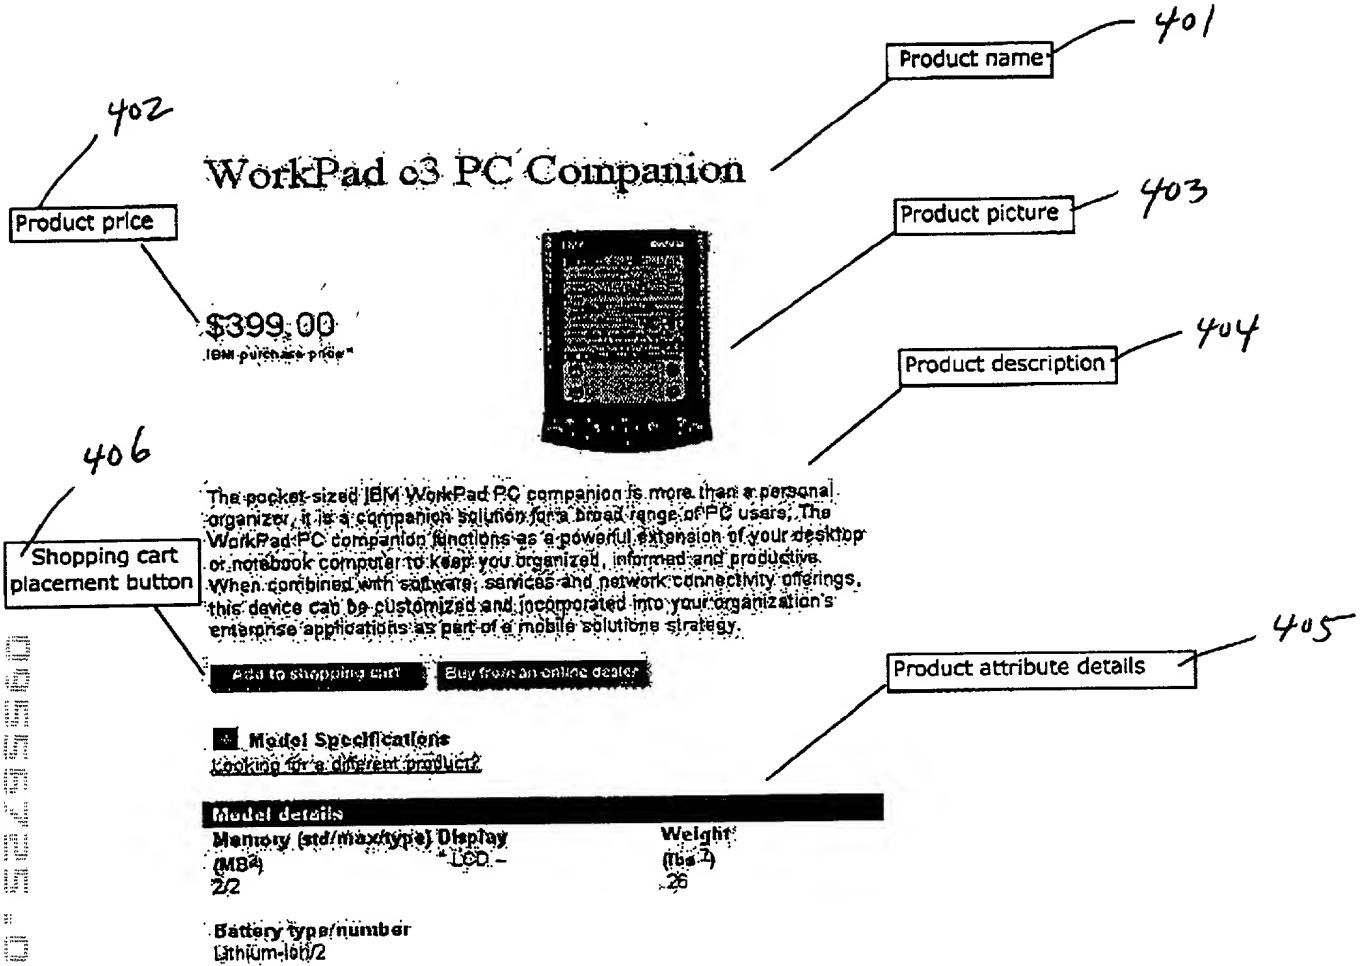 401
Product name
402
WorkPad c3 PC Companion
Product price
Product picture
403
$399.00
IBM purchase price*
404
Product description
406
The pocket-sized IBM WorkPad PC companion is more than a personal
organizer, it is a companion solution for a broad range of PC users. The
WorkPad PC companion functions as a powerful extension of your desktop
or notebook computer to keep you organized, informed and productive.
When combined with software, services and network connectivity offerings,
this device can be customized and incorporated into your organization's
enterprise applications as part of a mobile solutions strategy.
Shopping cart
placement button
405
Product attribute details
Add to shopping cart
Buy from an online dealer
Model Specifications
Looking for a different product?
Model details
Memory (std/max/type) Display Weight
(MB2) * LCD – (lbs 7)
2/2 .26
Battery type/number
Lithium-Ion/2